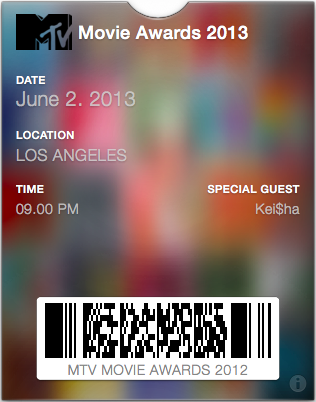 MTV Movie Awards 2013
DATE
June 2. 2013
LOCATION
LOS ANGELES
TIME SPECIAL GUEST
09.00 PM Kei$ha
MTV MOVIE AWARDS 2012
i